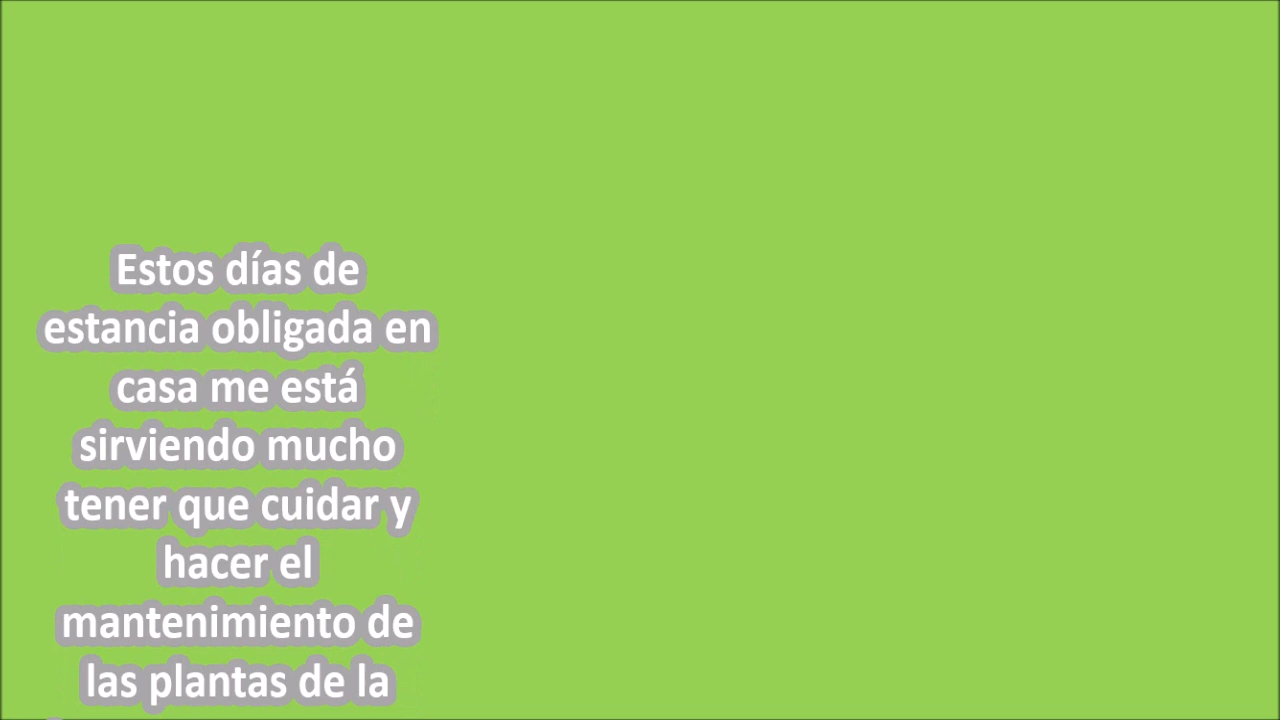 Estos días de
estancia obligada en
casa me está
sirviendo mucho
tener que cuidar y
hacer el
mantenimiento de
las plantas de la